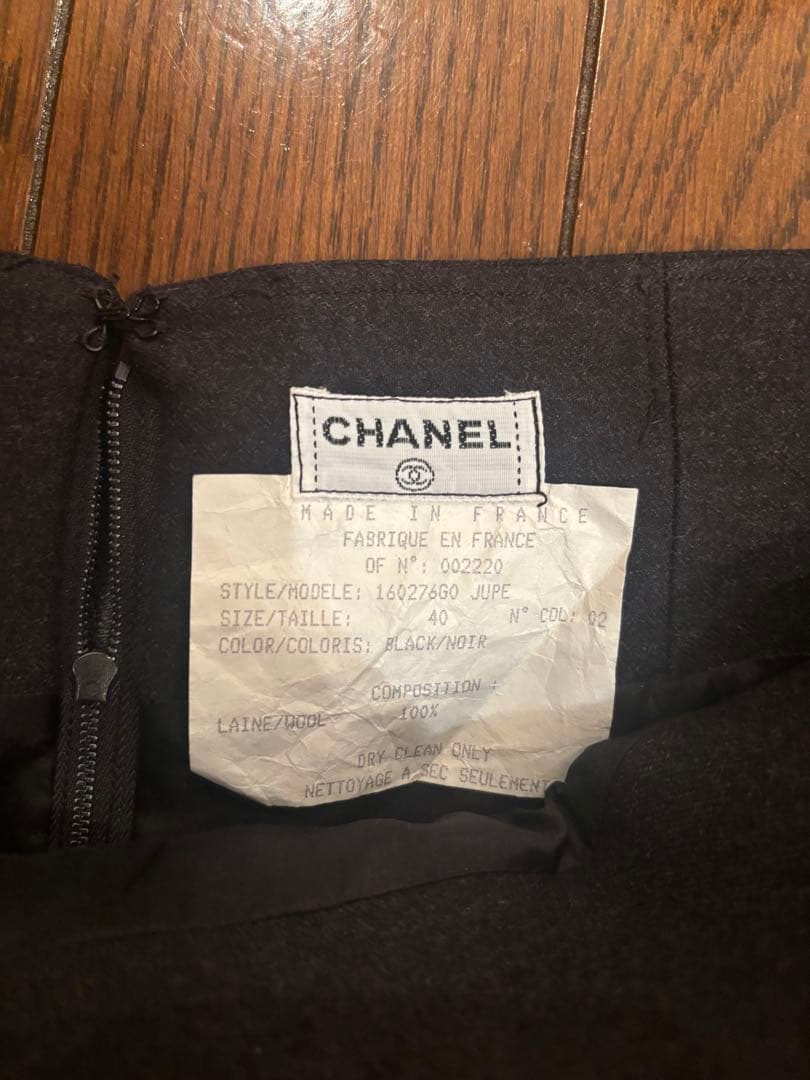 CHANEL
MADE IN FRANCE
FABRIQUE EN FRANCE
OF N°: 002220
STYLE/MODELE: 160276G0 JUPE
SIZE/TAILLE: 40 N° COD: 02
COLOR/COLORIS: BLACK/NOIR
COMPOSITION :
LAINE/WOOL 100%
DRY CLEAN ONLY
NETTOYAGE A SEC SEULEMENT